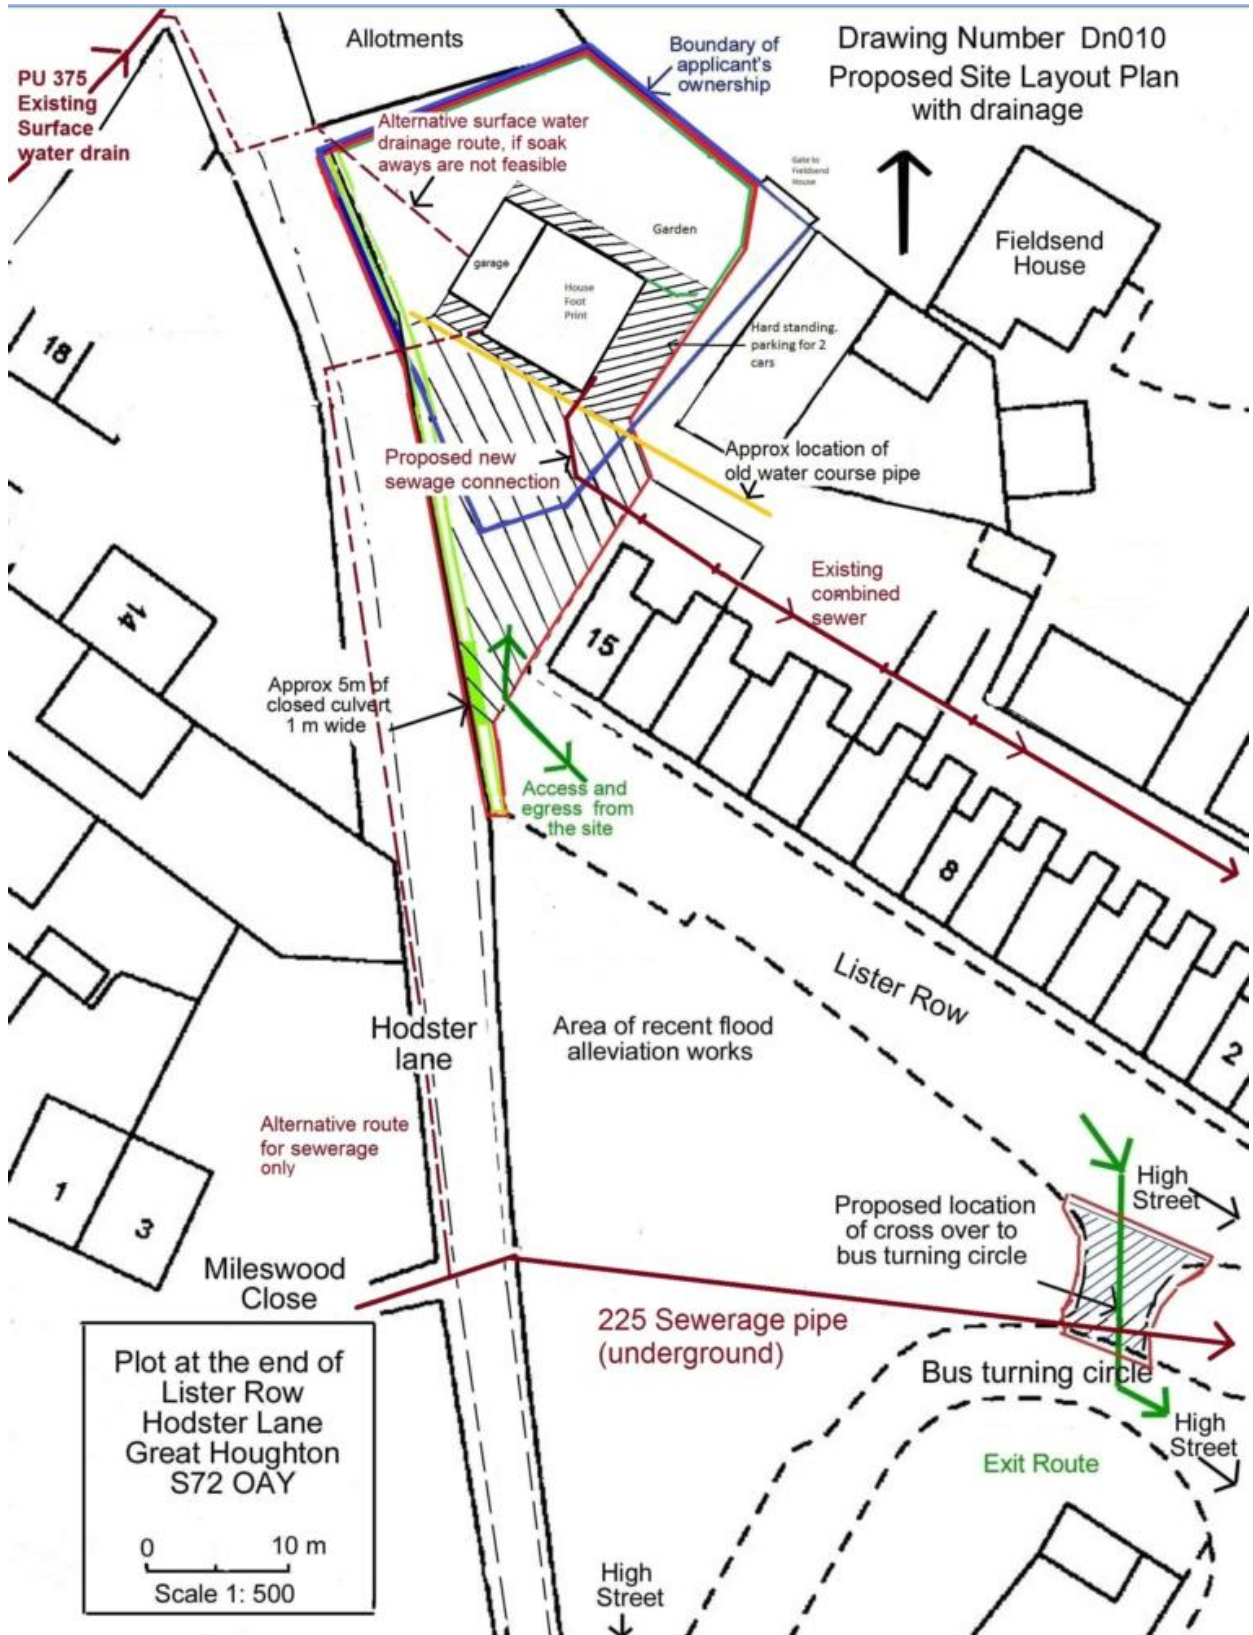 Allotments
Boundary of
applicant's
ownership
Drawing Number Dn010
Proposed Site Layout Plan
with drainage
PU 375
Existing
Surface
water drain
Alternative surface water
drainage route, if soak
aways are not feasible
Gate to
Fieldsend
House
Fieldsend
House
Garden
garage
House
Foot
Print
Hard standing.
parking for 2
cars
18
Proposed new
sewage connection
Approx location of
old water course pipe
Existing
combined
sewer
14
15
Approx 5m of
closed culvert
1 m wide
Access and
egress from
the site
8
Lister Row
Hodster
lane
Area of recent flood
alleviation works
2
Alternative route
for sewerage
only
1
3
High
Street
Proposed location
of cross over to
bus turning circle
Mileswood
Close
225 Sewerage pipe
(underground)
Bus turning circle
High
Street
Exit Route
Plot at the end of
Lister Row
Hodster Lane
Great Houghton
S72 OAY
0 10 m
Scale 1: 500
High
Street